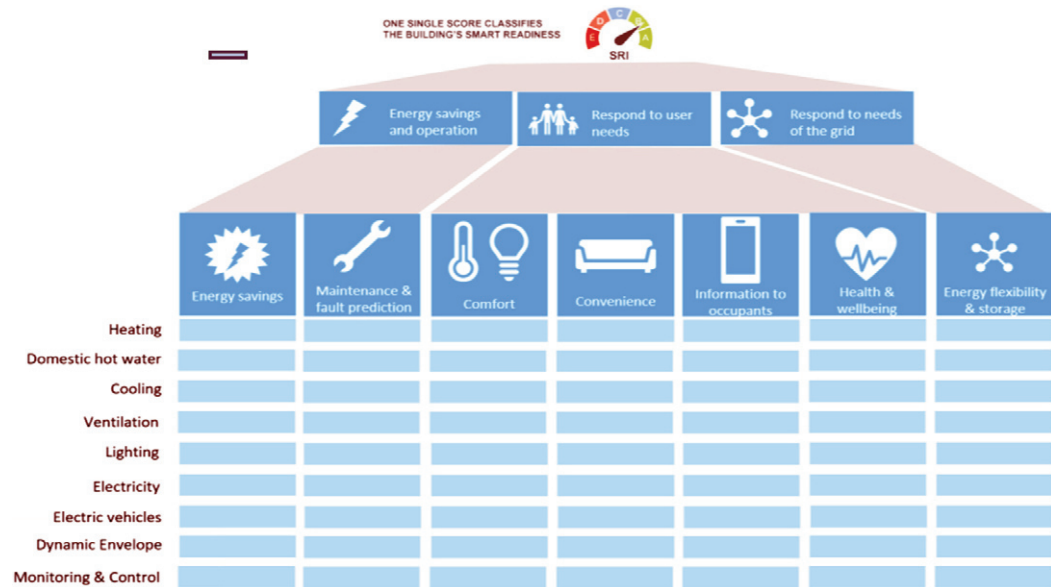 ONE SINGLE SCORE CLASSIFIES
THE BUILDING'S SMART READINESS
E
D
C
B
A
SRI
Energy savings
and operation
Respond to user
needs
Respond to needs
of the grid
Energy savings
Maintenance &
fault prediction
Comfort
Convenience
Information to
occupants
Health &
wellbeing
Energy flexibility
& storage
Heating
Domestic hot water
Cooling
Ventilation
Lighting
Electricity
Electric vehicles
Dynamic Envelope
Monitoring & Control